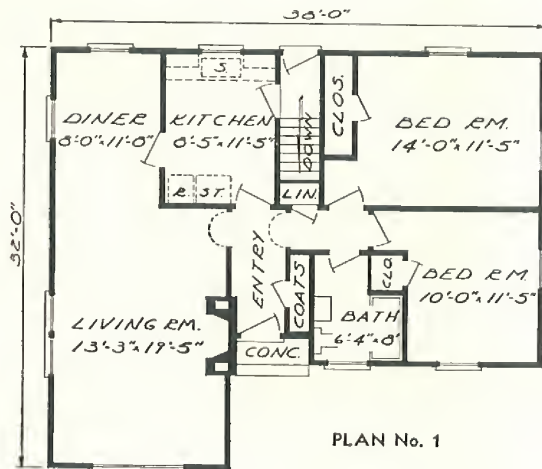 38'-0"
32'-0"
S.
DINER
8'-0"x11'-8"
KITCHEN
8'-5"x11'-5"
DOWN
CLOS.
BED RM.
14'-0"x11'-5"
R. ST.
LIN.
ENTRY
COATS
CLO.
BED RM.
10'-0"x11'-5"
BATH
6'-4"x8'
LIVING RM.
13'-3"x19'-5"
CONC.
PLAN No. 1